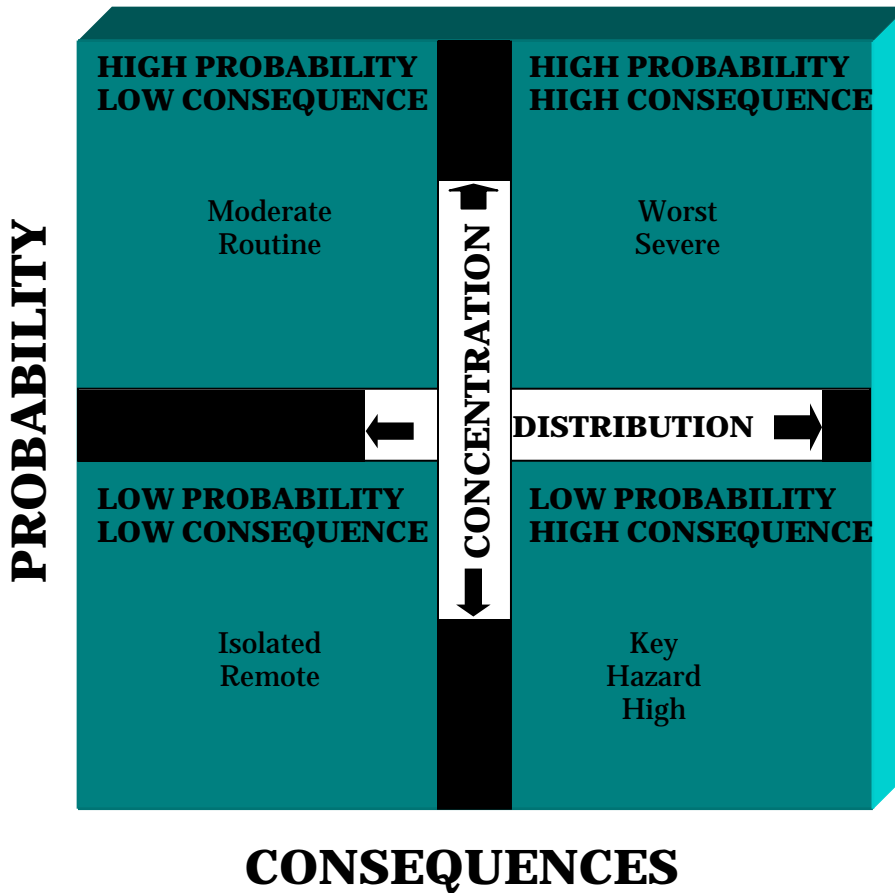 HIGH PROBABILITY
LOW CONSEQUENCE
HIGH PROBABILITY
HIGH CONSEQUENCE
Moderate
Routine
Worst
Severe
PROBABILITY
CONCENTRATION
DISTRIBUTION
LOW PROBABILITY
LOW CONSEQUENCE
LOW PROBABILITY
HIGH CONSEQUENCE
Isolated
Remote
Key
Hazard
High
CONSEQUENCES